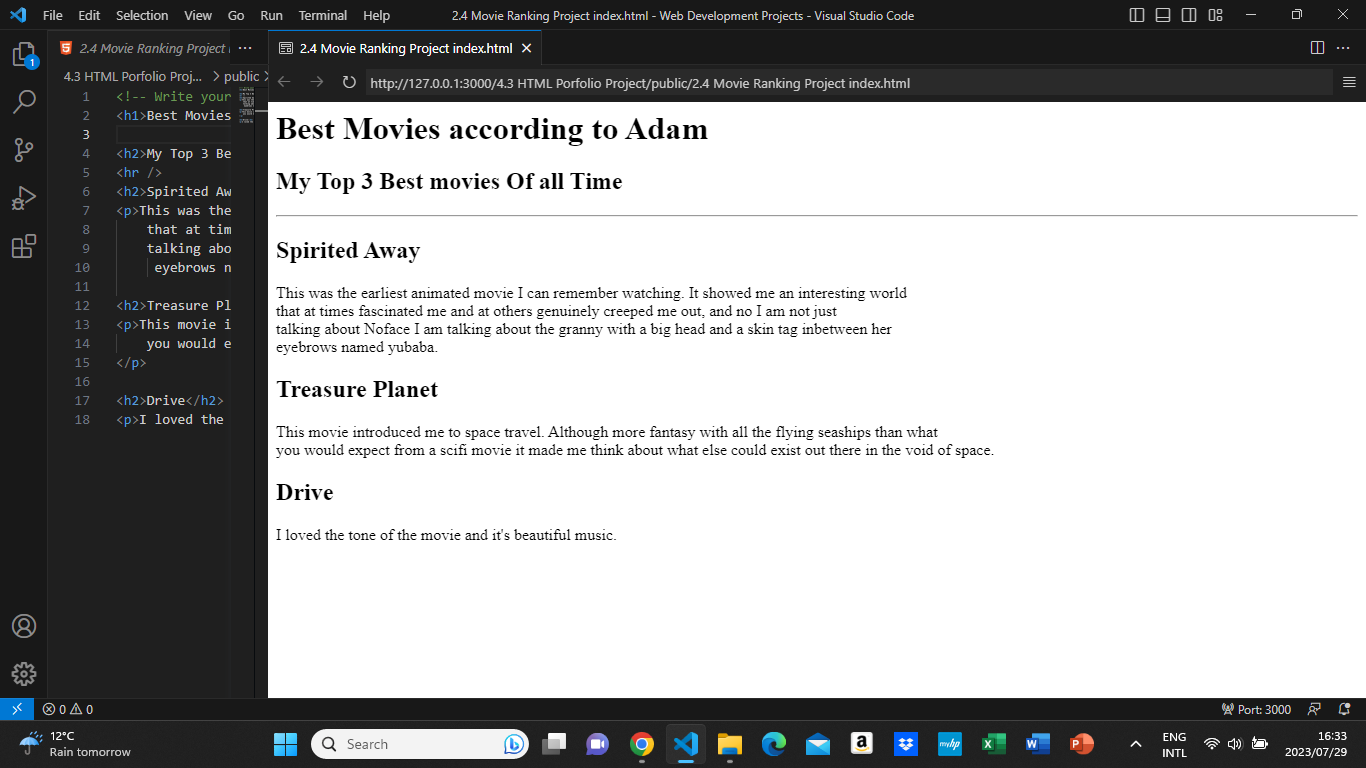 File Edit Selection View Go Run Terminal Help
2.4 Movie Ranking Project index.html - Web Development Projects - Visual Studio Code
2.4 Movie Ranking Project i
...
2.4 Movie Ranking Project index.html
4.3 HTML Porfolio Proj... > public >
http://127.0.0.1:3000/4.3 HTML Porfolio Project/public/2.4 Movie Ranking Project index.html
1
1 <!-- Write your
2 <h1>Best Movies
3
4 <h2>My Top 3 Be
5 <hr />
6 <h2>Spirited Aw
7 <p>This was the
8 that at tim
9 talking abo
10 eyebrows n
11
12 <h2>Treasure Pl
13 <p>This movie i
14 you would e
15 </p>
16
17 <h2>Drive</h2>
18 <p>I loved the
Best Movies according to Adam
My Top 3 Best movies Of all Time
Spirited Away
This was the earliest animated movie I can remember watching. It showed me an interesting world
that at times fascinated me and at others genuinely creeped me out, and no I am not just
talking about Noface I am talking about the granny with a big head and a skin tag inbetween her
eyebrows named yubaba.
Treasure Planet
This movie introduced me to space travel. Although more fantasy with all the flying seaships than what
you would expect from a scifi movie it made me think about what else could exist out there in the void of space.
Drive
I loved the tone of the movie and it's beautiful music.
0 0
Port: 3000
12°C
Rain tomorrow
Search
a
myhp
X
W
P
ENG
INTL
16:33
2023/07/29